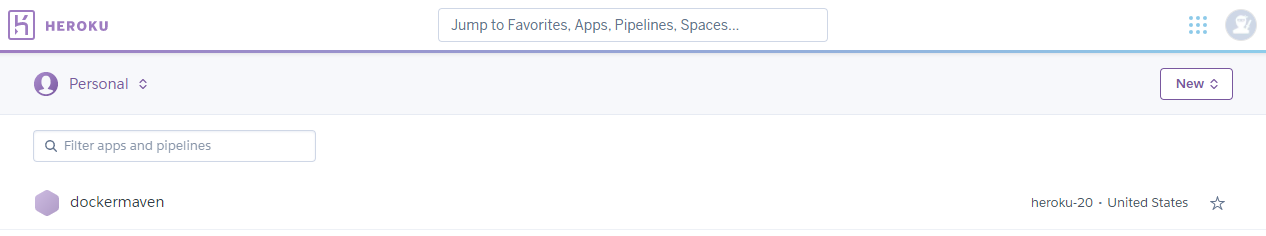 HEROKU
Jump to Favorites, Apps, Pipelines, Spaces...
Personal
New
Filter apps and pipelines
dockermaven
heroku-20 · United States